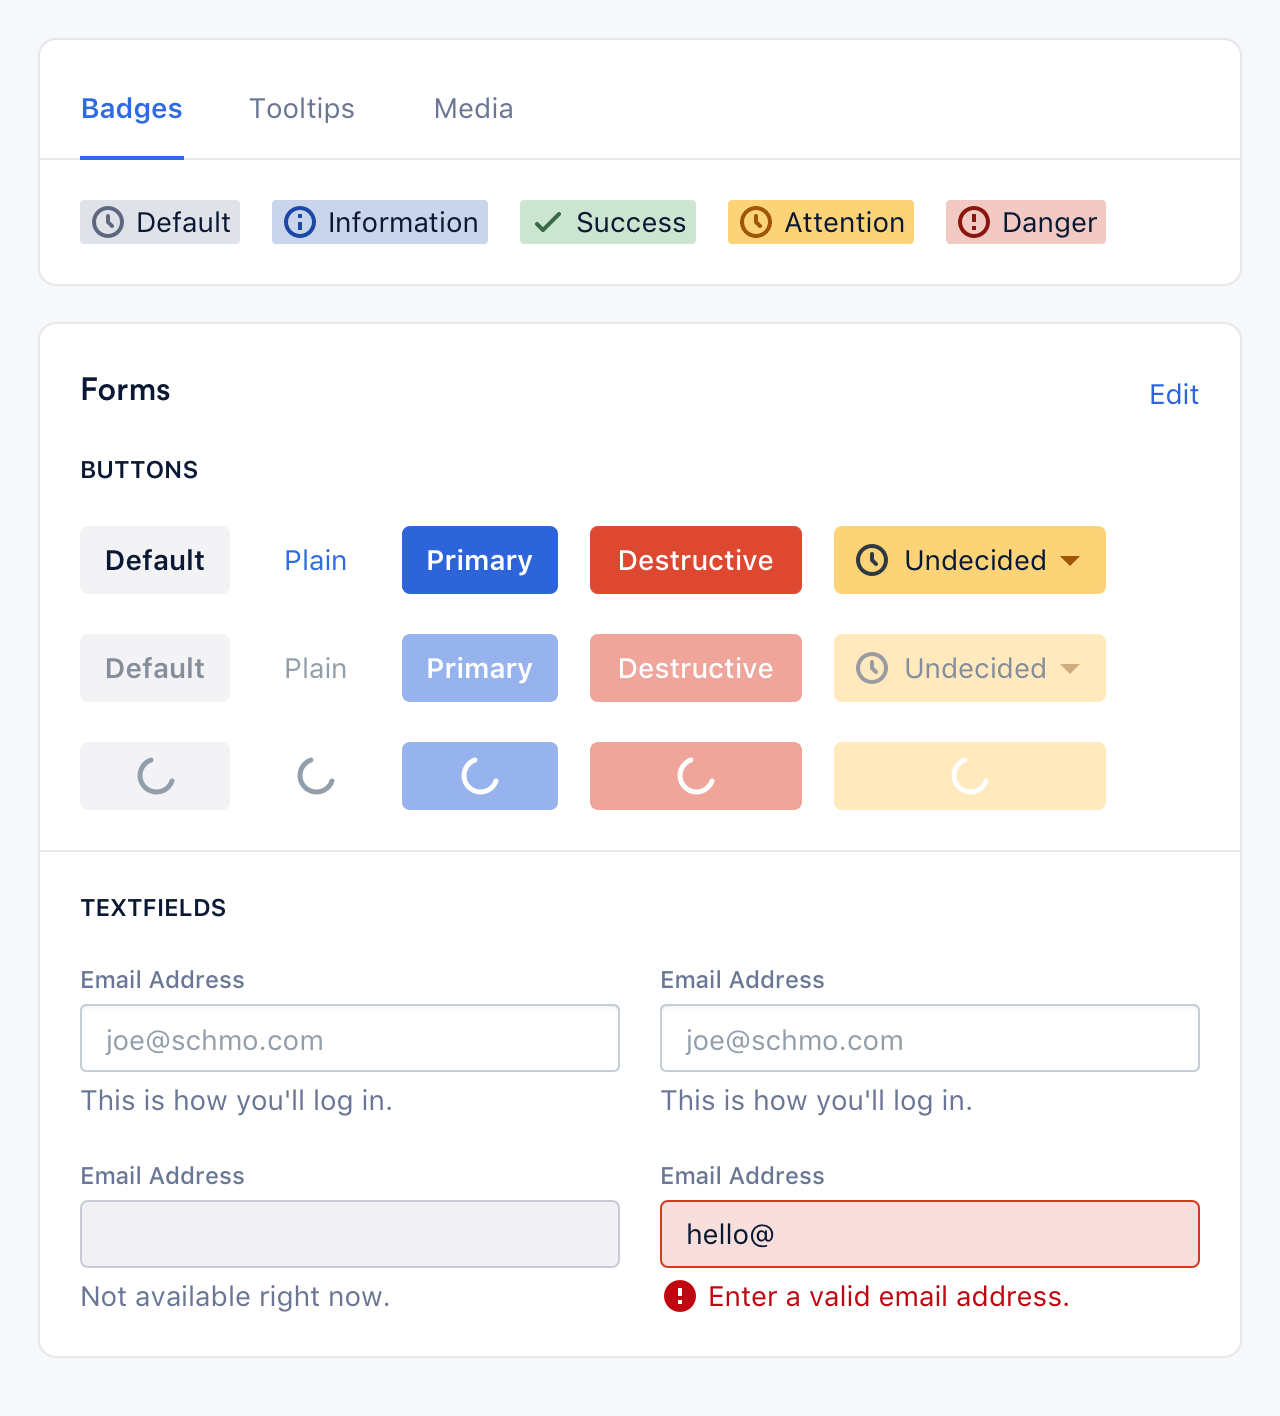 Badges Tooltips Media
Default Information Success Attention Danger
Forms
Edit
BUTTONS
Default Plain Primary Destructive Undecided
Default Plain Primary Destructive Undecided
TEXTFIELDS
Email Address Email Address
joe@schmo.com joe@schmo.com
This is how you'll log in. This is how you'll log in.
Email Address Email Address
hello@
Not available right now. Enter a valid email address.